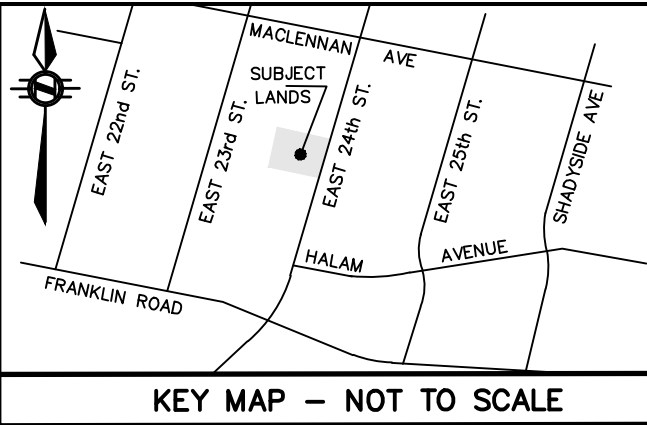 MACLENNAN AVE
SUBJECT
LANDS
EAST 22nd ST.
EAST 23rd ST.
EAST 24th ST.
EAST 25th ST.
SHADYSIDE AVE
HALAM AVENUE
FRANKLIN ROAD
KEY MAP - NOT TO SCALE